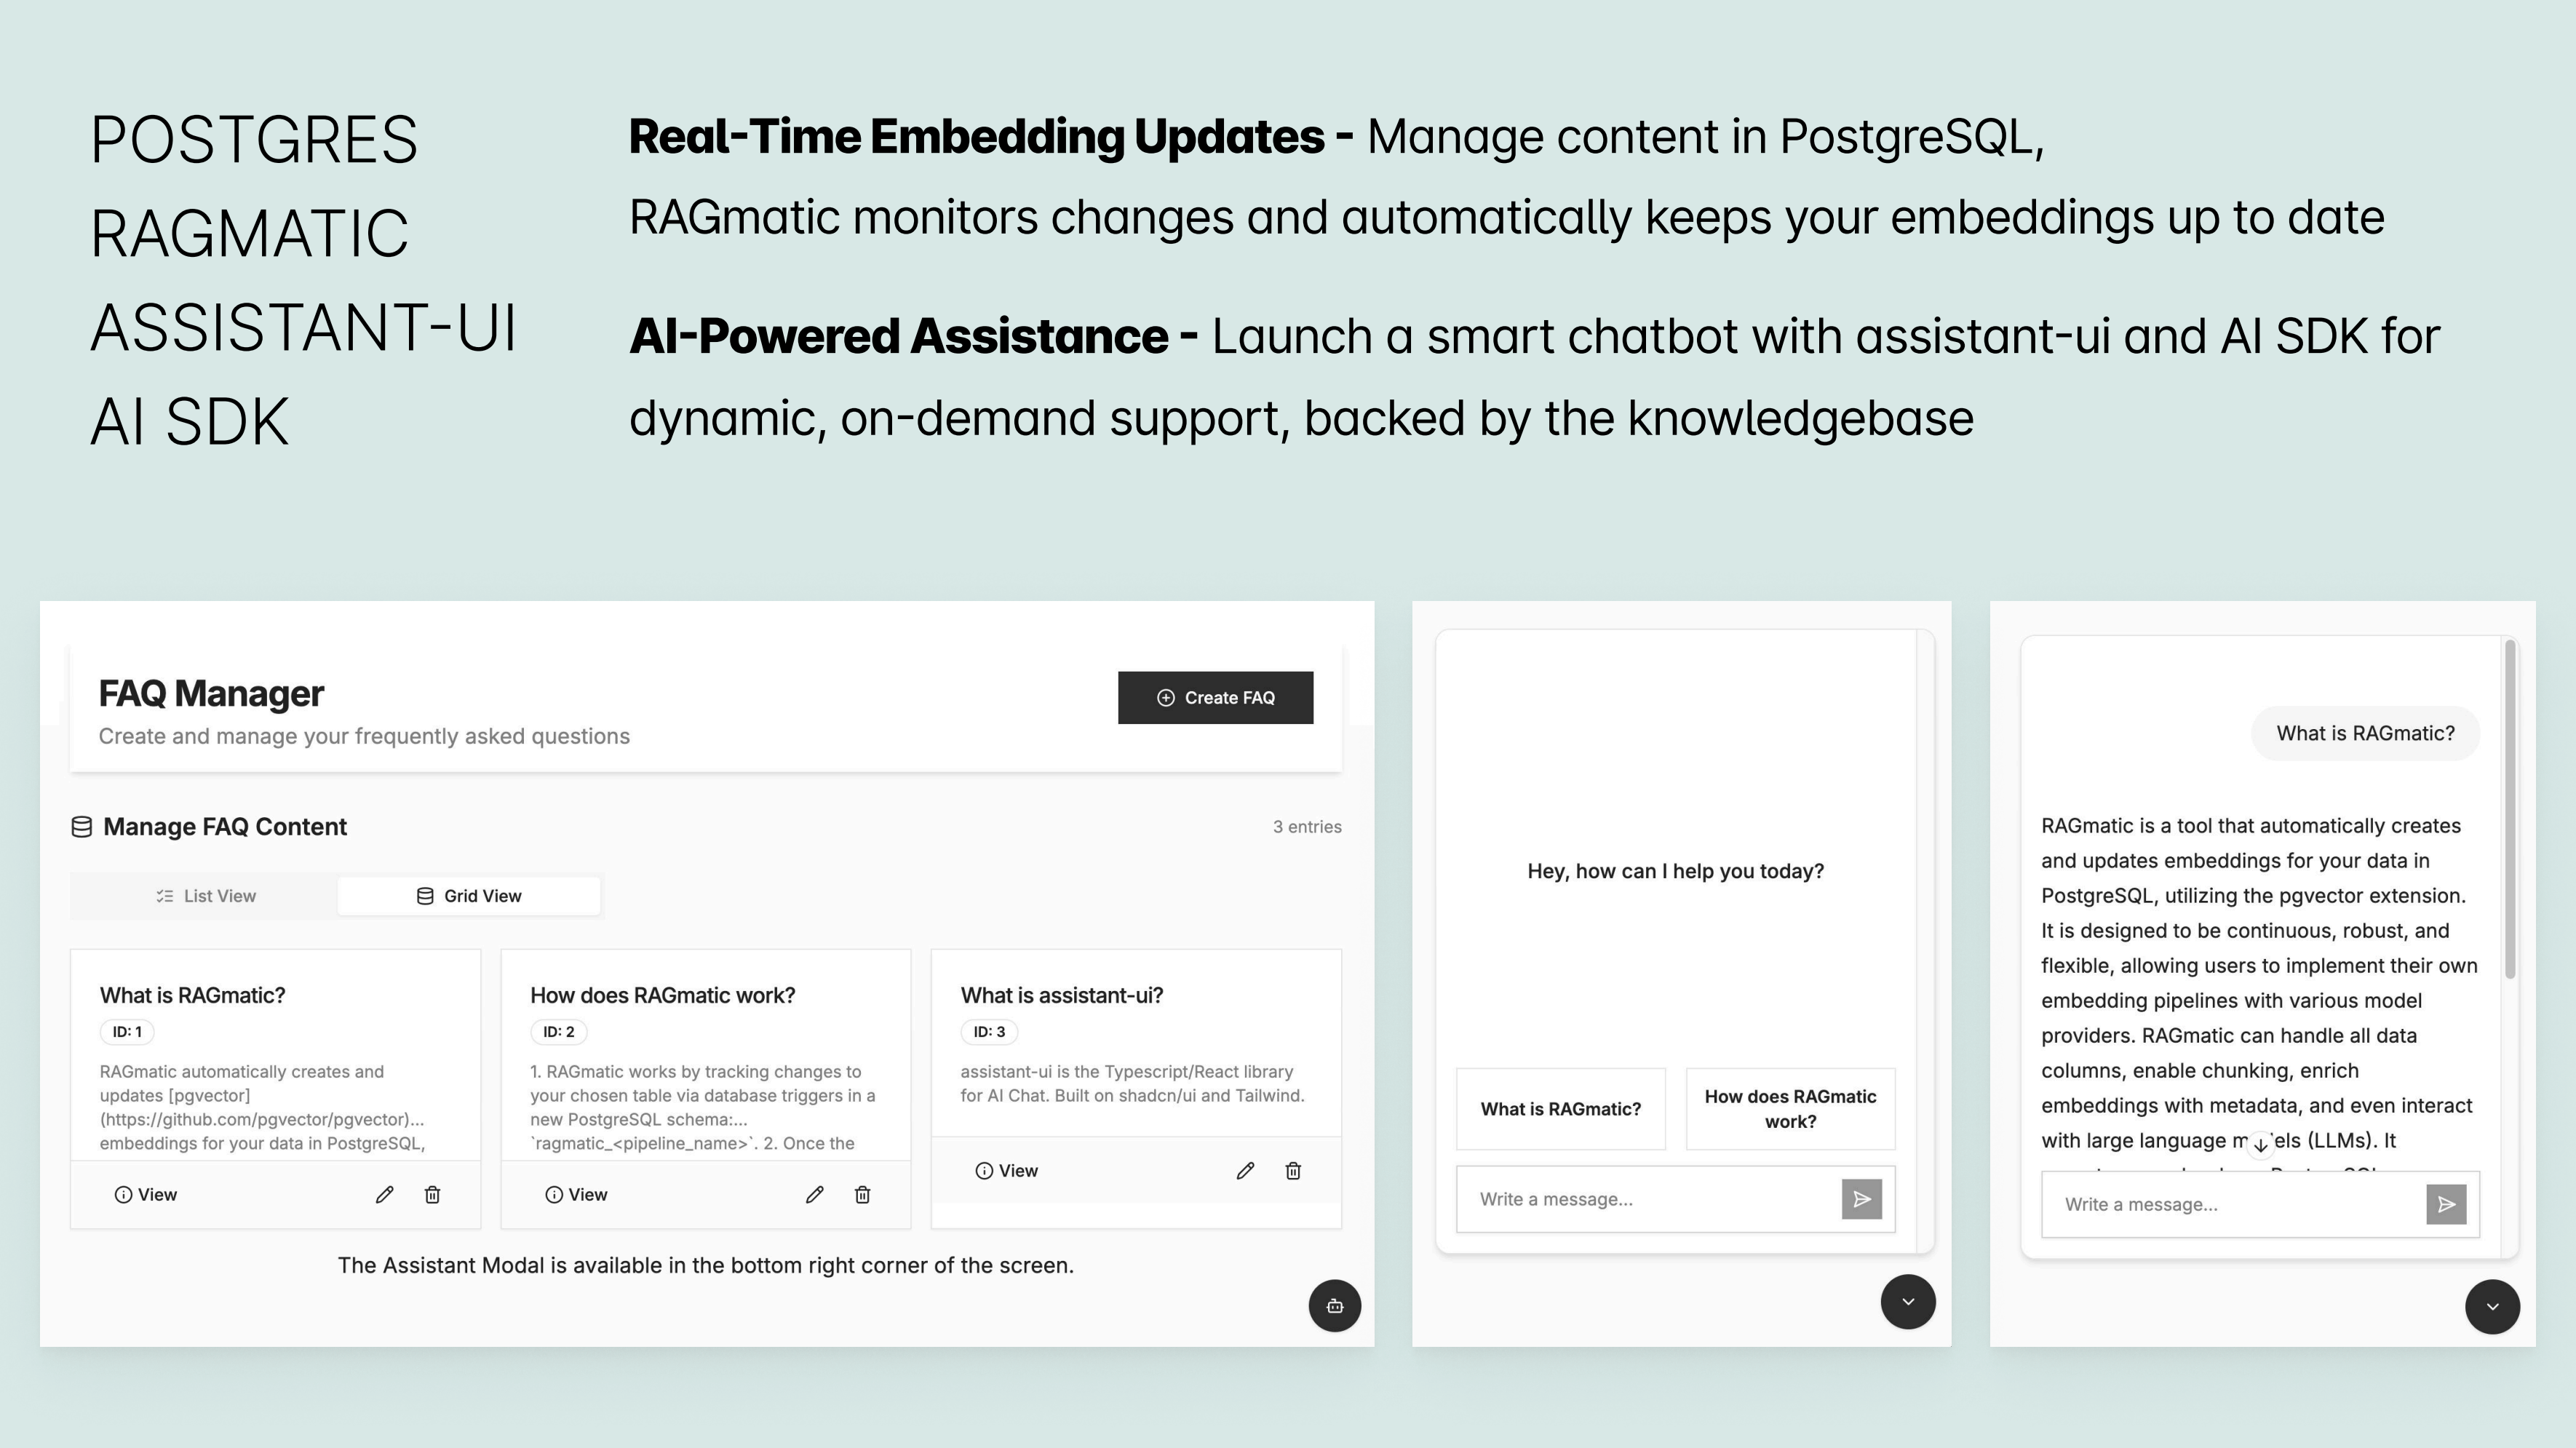 POSTGRES
RAGMATIC
ASSISTANT-UI
AI SDK
Real-Time Embedding Updates - Manage content in PostgreSQL,
RAGmatic monitors changes and automatically keeps your embeddings up to date
AI-Powered Assistance - Launch a smart chatbot with assistant-ui and AI SDK for
dynamic, on-demand support, backed by the knowledgebase
FAQ Manager
Create and manage your frequently asked questions
Create FAQ
Manage FAQ Content
3 entries
List View
Grid View
What is RAGmatic?
ID: 1
RAGmatic automatically creates and
updates [pgvector]
(https://github.com/pgvector/pgvector)...
embeddings for your data in PostgreSQL,
View
How does RAGmatic work?
ID: 2
1. RAGmatic works by tracking changes to
your chosen table via database triggers in a
new PostgreSQL schema:...
`ragmatic_<pipeline_name>`. 2. Once the
View
What is assistant-ui?
ID: 3
assistant-ui is the Typescript/React library
for AI Chat. Built on shadcn/ui and Tailwind.
View
The Assistant Modal is available in the bottom right corner of the screen.
Hey, how can I help you today?
What is RAGmatic?
How does RAGmatic
work?
Write a message...
What is RAGmatic?
RAGmatic is a tool that automatically creates
and updates embeddings for your data in
PostgreSQL, utilizing the pgvector extension.
It is designed to be continuous, robust, and
flexible, allowing users to implement their own
embedding pipelines with various model
providers. RAGmatic can handle all data
columns, enable chunking, enrich
embeddings with metadata, and even interact
with large language models (LLMs). It
Write a message...